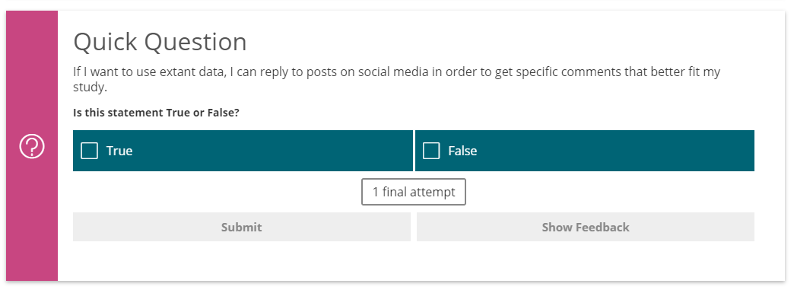 Quick Question
If I want to use extant data, I can reply to posts on social media in order to get specific comments that better fit my
study.
Is this statement True or False?
True
False
1 final attempt
Submit
Show Feedback